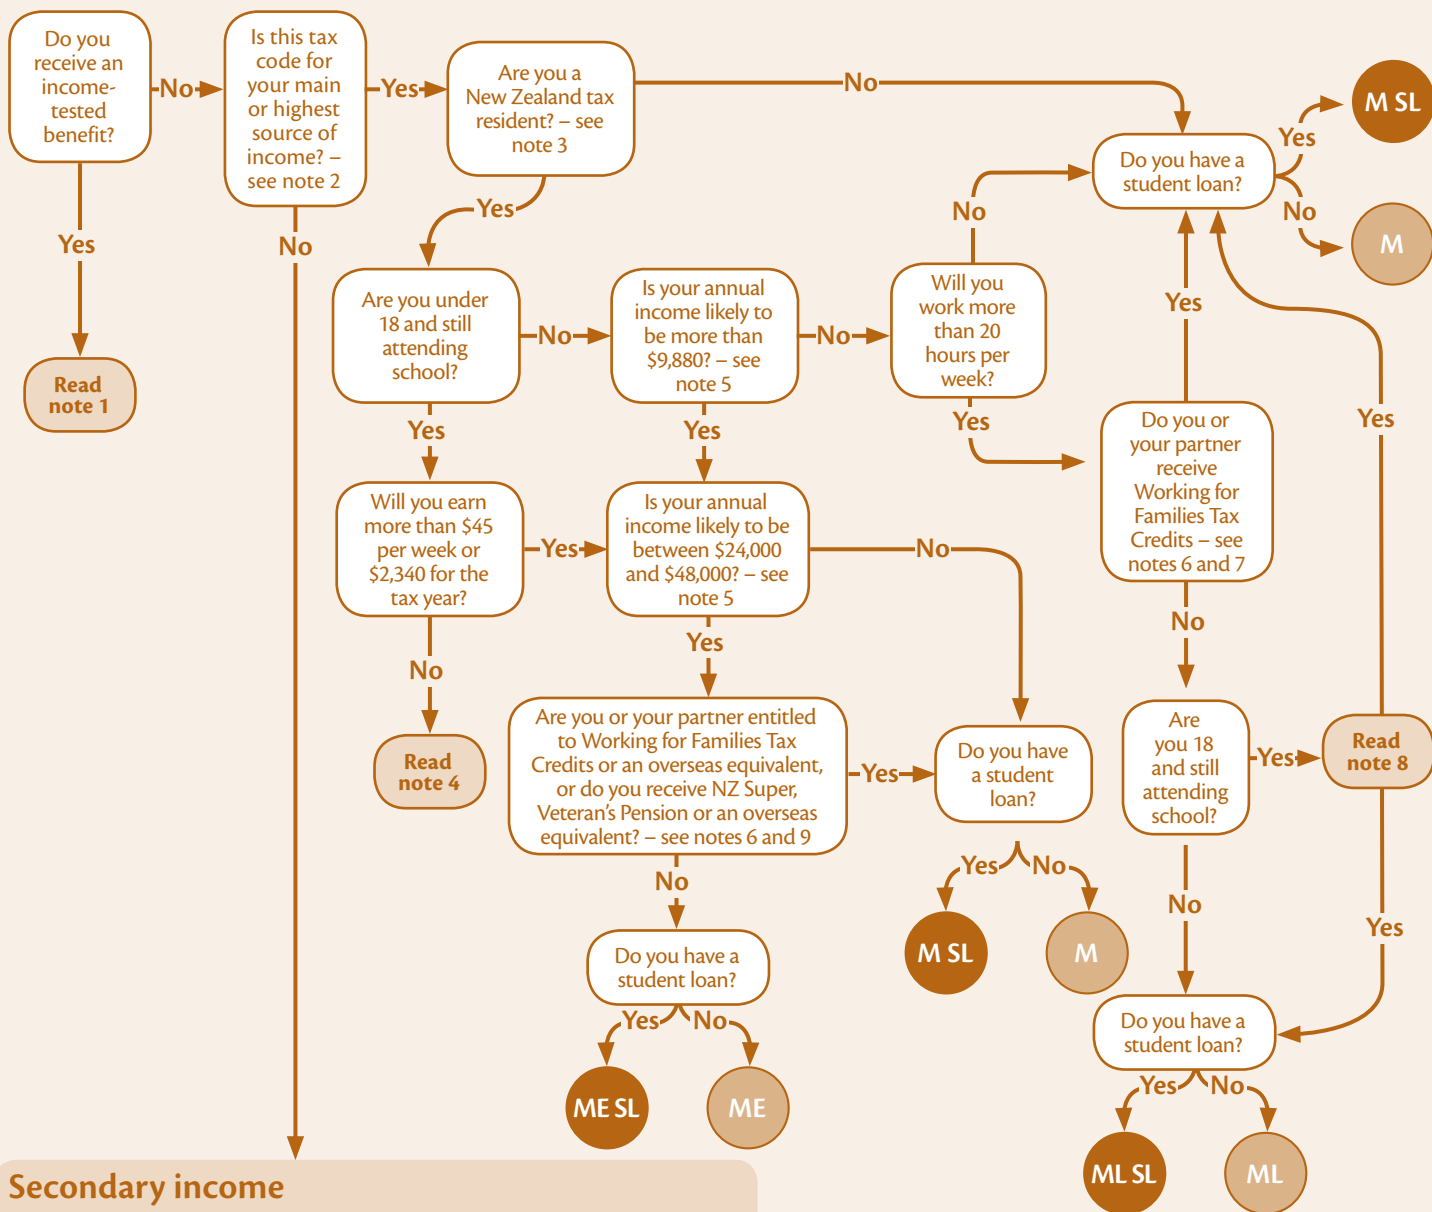 Do you
receive an
income-
tested
benefit?
No
Is this tax
code for
your main
or highest
source of
income? –
see note 2
Yes
Are you a
New Zealand tax
resident? – see
note 3
No
Do you have a
student loan?
Yes
M SL
No
M
Yes
Read
note 1
No
Yes
Are you under
18 and still
attending
school?
No
Is your annual
income likely to
be more than
$9,880? – see
note 5
No
Will you
work more
than 20
hours per
week?
No
Yes
Yes
Do you or
your partner
receive
Working for
Families Tax
Credits – see
notes 6 and 7
Yes
Yes
Yes
Will you earn
more than $45
per week or
$2,340 for the
tax year?
Yes
Is your annual
income likely to be
between $24,000
and $48,000? – see
note 5
No
No
Read
note 4
Yes
Are you or your partner entitled
to Working for Families Tax
Credits or an overseas equivalent,
or do you receive NZ Super,
Veteran's Pension or an overseas
equivalent? – see notes 6 and 9
Yes
Do you have
a student
loan?
Yes
No
M SL
M
No
Are
you 18
and still
attending
school?
Yes
Read
note 8
Yes
No
No
Do you have a
student loan?
Yes
No
ME SL
ME
Do you have a
student loan?
Yes
No
ML SL
ML
Secondary income